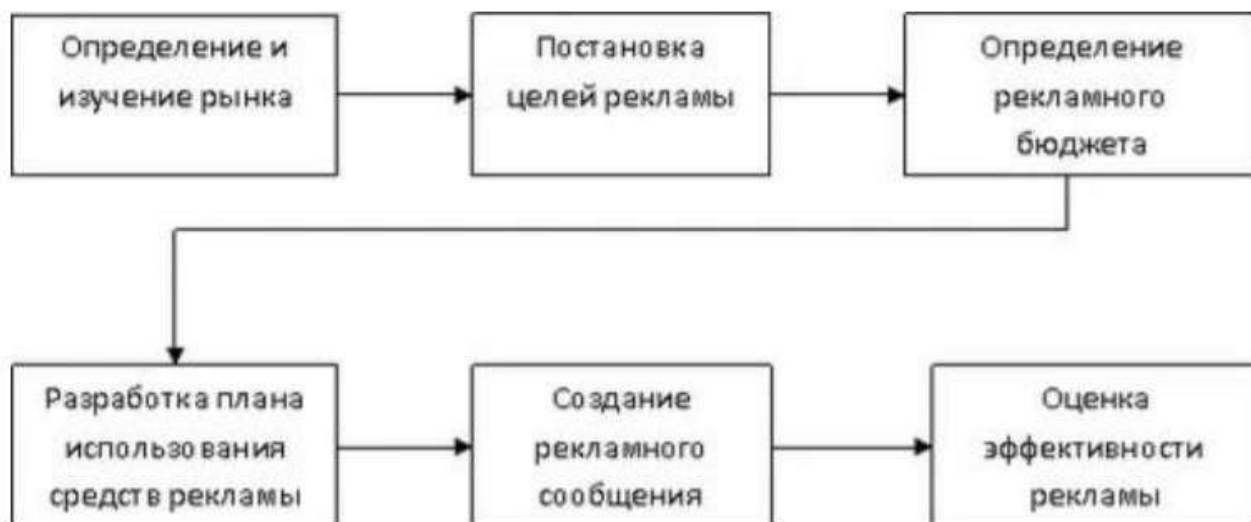 Определение и
изучение рынка
Постановка
целей рекламы
Определение
рекламного
бюджета
Разработка плана
использования
средств рекламы
Создание
рекламного
сообщения
Оценка
эффективности
рекламы